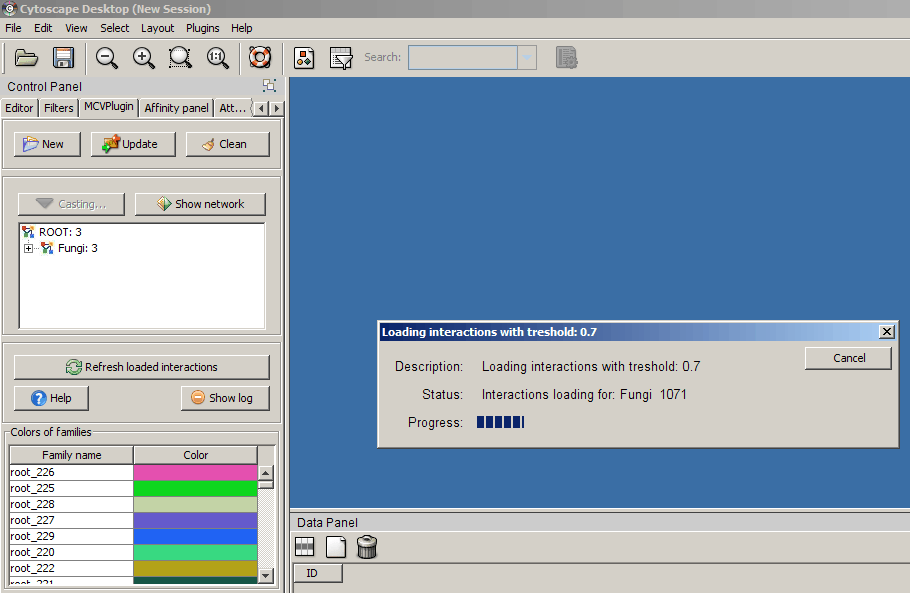 Cytoscape Desktop (New Session)
File Edit View Select Layout Plugins Help
Search:
Control Panel
Editor Filters MCVPlugin Affinity panel Att...
New Update Clean
Casting... Show network
ROOT: 3
Fungi: 3
Refresh loaded interactions
Help Show log
Colors of families
Family name Color
root_226
root_225
root_228
root_227
root_229
root_220
root_222
root_221
Loading interactions with treshold: 0.7
Description: Loading interactions with treshold: 0.7
Cancel
Status: Interactions loading for: Fungi 1071
Progress:
Data Panel
ID